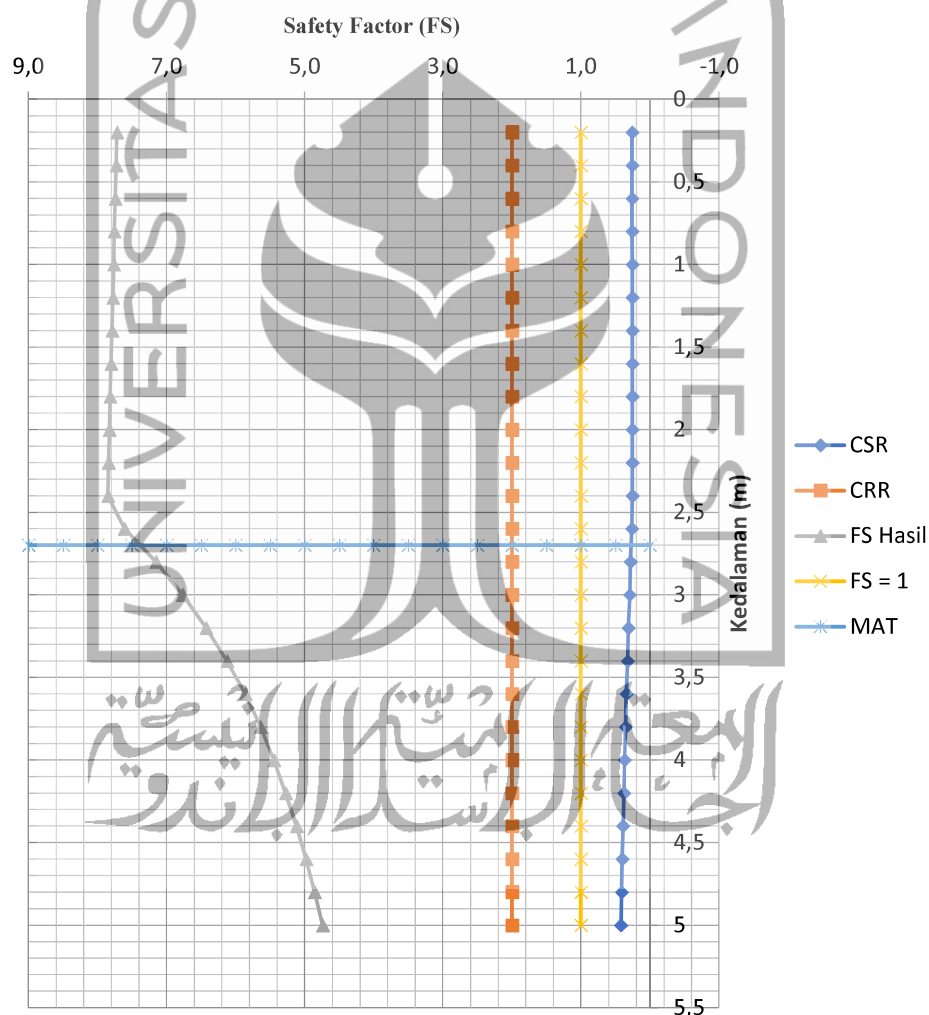 Safety Factor (FS)
9,0 7,0 5,0 3,0 1,0 -1,0
0
0,5
1
1,5
2
2,5
3
3,5
4
4,5
5
5,5
Kedalaman (m)
CSR
CRR
FS Hasil
FS = 1
MAT
UNIVERSITAS
INDONESIA